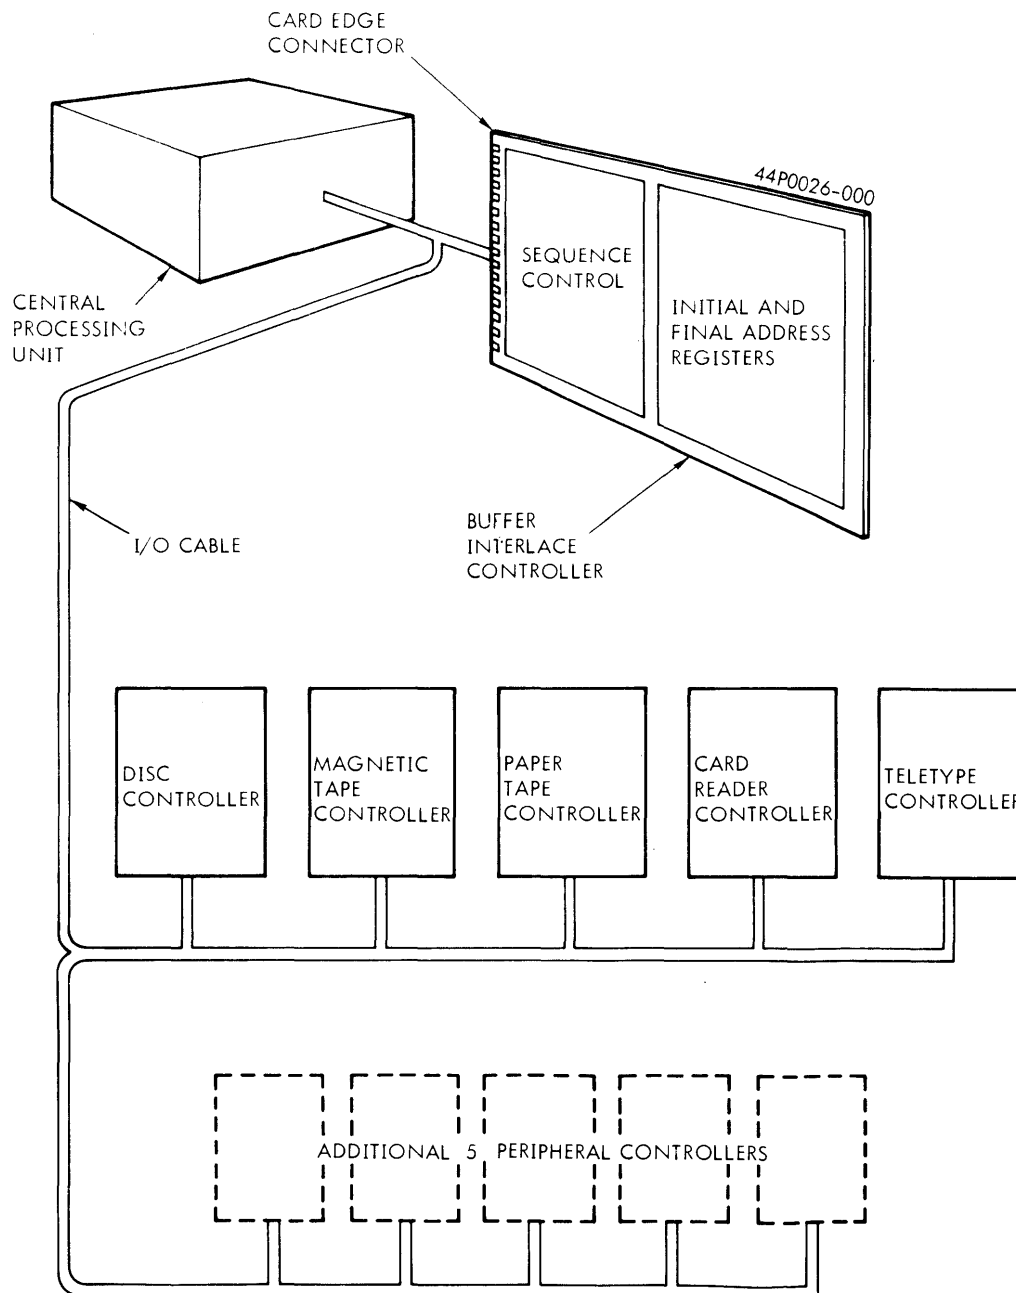 CARD EDGE
CONNECTOR
44P0026-000
SEQUENCE
CONTROL
INITIAL AND
FINAL ADDRESS
REGISTERS
CENTRAL
PROCESSING
UNIT
I/O CABLE
BUFFER
INTERLACE
CONTROLLER
DISC
CONTROLLER
MAGNETIC
TAPE
CONTROLLER
PAPER
TAPE
CONTROLLER
CARD
READER
CONTROLLER
TELETYPE
CONTROLLER
ADDITIONAL 5 PERIPHERAL CONTROLLERS